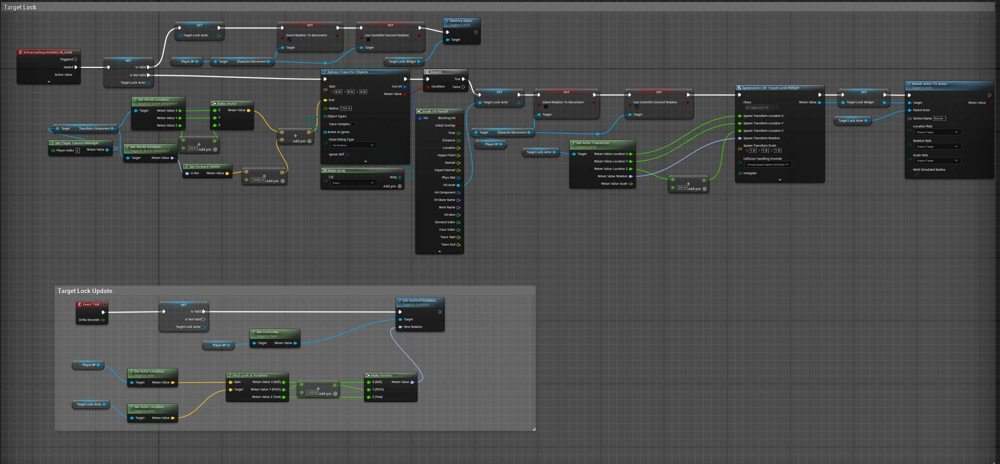 Target Lock
SET
Target Lock Actor
SET
Orient Rotation To Movement
Target
SET
Use Controller Desired Rotation
Target
Destroy Actor
Target is Actor
Target
EnhancedInputAction IA_Lock
Triggered
Started
Action Value
GET
Is Valid
Is Not Valid
Target Lock Actor
Player BP
Target Character Movement
Target Lock Widget
Sphere Trace For Objects
Start
X 0.0 Y 0.0 Z 0.0
End
Radius 150.0
Object Types
Trace Complex
Actors to Ignore
Draw Debug Type
For Duration
Ignore Self
Out Hit
Return Value
Branch
Condition
True
False
Get World Location
Target is Scene Component
Target
Return Value X
Return Value Y
Return Value Z
Make Vector
X
Y
Z
Return Value
+
Add pin
Target Transform Component
Get Player Camera Manager
Player Index 0
Return Value
Get World Rotation
Target is Scene Component
Target
Return Value
+
20.0
Add pin
Get Forward Vector
In Rot
Return Value
x
1000.0
Add pin
Make Array
[0]
Pawn
Array
Add pin
Break Hit Result
Hit
Blocking Hit
Initial Overlap
Time
Distance
Location
Impact Point
Normal
Impact Normal
Phys Mat
Hit Actor
Hit Component
Hit Bone Name
Bone Name
Hit Item
Element Index
Face Index
Trace Start
Trace End
SET
Target Lock Actor
SET
Orient Rotation To Movement
Target
SET
Use Controller Desired Rotation
Target
Target Character Movement
Player BP
Target Lock Actor
Get Actor Transform
Target is Actor
Target
Return Value Location X
Return Value Location Y
Return Value Location Z
Return Value Rotation
Return Value Scale
+
20.0
Add pin
SpawnActor BP Target Lock Widget
Class
BP Target Lock W
Return Value
Spawn Transform Location X
Spawn Transform Location Y
Spawn Transform Location Z
Spawn Transform Rotation
Spawn Transform Scale
X 1.0 Y 1.0 Z 1.0
Collision Handling Override
Always Spawn, Ignore Collisions
Instigator
SET
Target Lock Widget
Target Lock Actor
Attach Actor To Actor
Target is Actor
Target
Return Value
Parent Actor
Socket Name None
Location Rule
Snap to Target
Rotation Rule
Snap to Target
Scale Rule
Snap to Target
Weld Simulated Bodies
Target Lock Update
Event Tick
Delta Seconds
GET
Is Valid
Is Not Valid
Target Lock Actor
Set Control Rotation
Target is Controller
Target
New Rotation
Player BP
Get Controller
Target is Pawn
Target
Return Value
Player BP
Get Actor Location
Target is Actor
Target
Return Value
Find Look at Rotation
Start
Target
Return Value X (Roll)
Return Value Y (Pitch)
Return Value Z (Yaw)
+
-20.0
Add pin
Make Rotator
X (Roll)
Y (Pitch)
Z (Yaw)
Return Value
Target Lock Actor
Get Actor Location
Target is Actor
Target
Return Value